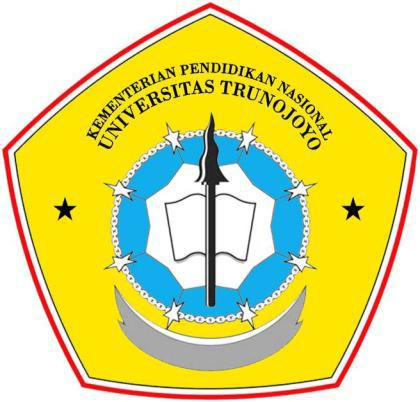 KEMENTERIAN PENDIDIKAN NASIONAL
UNIVERSITAS TRUNOJOYO